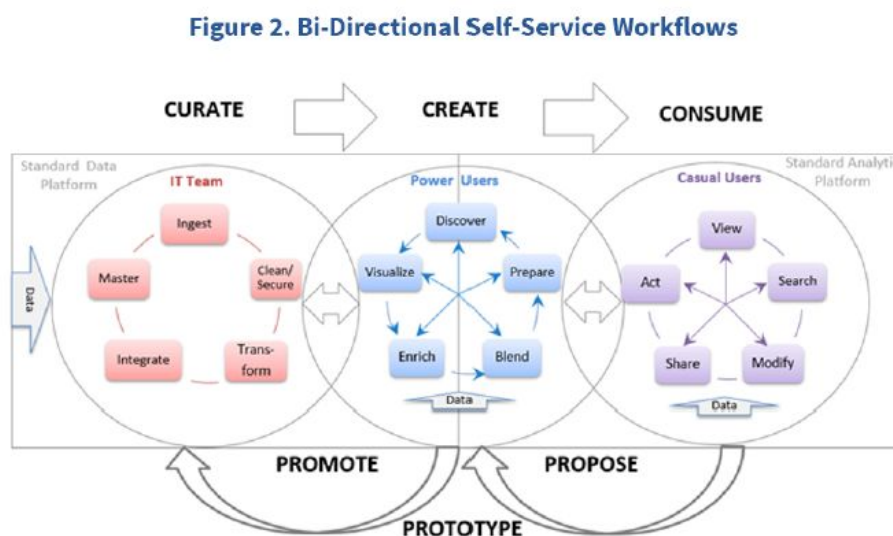 Figure 2. Bi-Directional Self-Service Workflows
CURATE
CREATE
CONSUME
Standard Data
Platform
IT Team
Power Users
Casual Users
Standard Analyti
Platform
Ingest
Clean/
Secure
Trans-
form
Integrate
Master
Data
Discover
Prepare
Blend
Enrich
Visualize
Data
View
Search
Modify
Share
Act
Data
PROMOTE
PROPOSE
PROTOTYPE